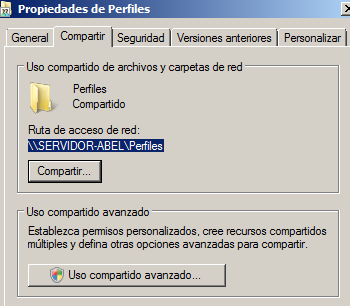 Propiedades de Perfiles
General Compartir Seguridad Versiones anteriores Personalizar
Uso compartido de archivos y carpetas de red
Perfiles
Compartido
Ruta de acceso de red:
\\SERVIDOR-ABEL\Perfiles
Compartir...
Uso compartido avanzado
Establezca permisos personalizados, cree recursos compartidos
múltiples y defina otras opciones avanzadas para compartir.
Uso compartido avanzado...